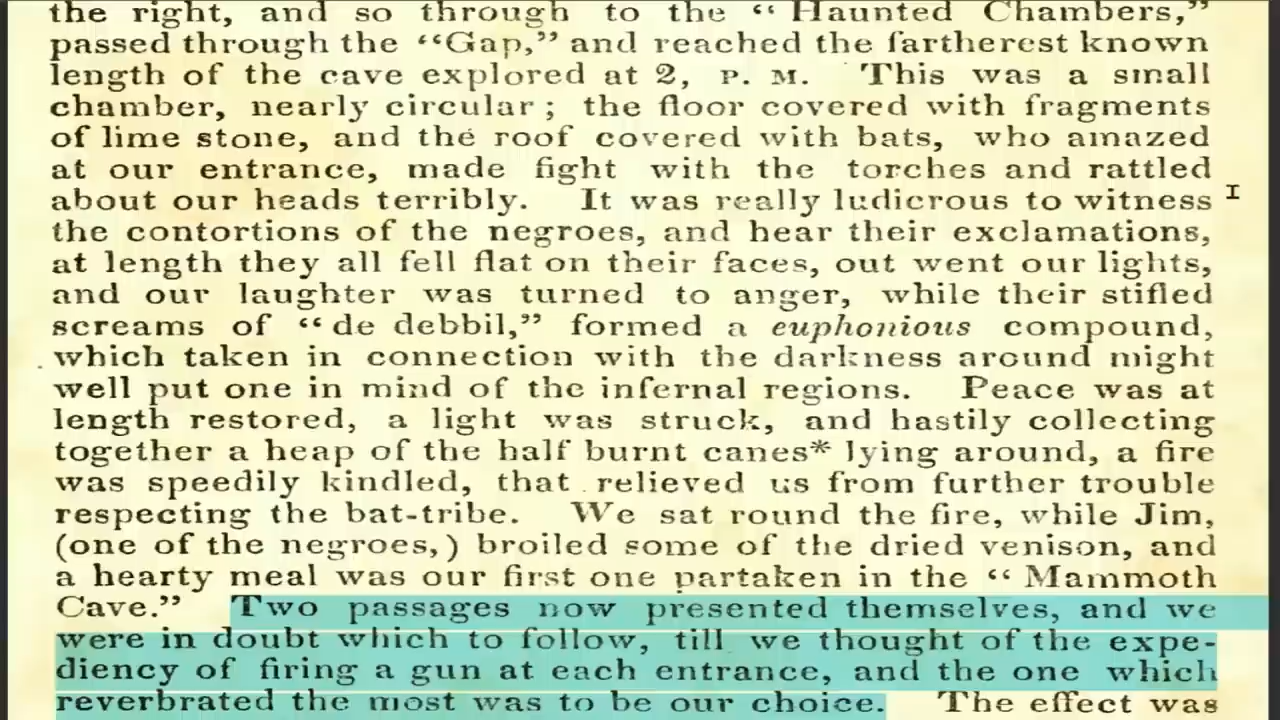 the right, and so through to the “Haunted Chambers,”
passed through the “Gap,” and reached the fartherest known
length of the cave explored at 2, P. M. This was a small
chamber, nearly circular; the floor covered with fragments
of lime stone, and the roof covered with bats, who amazed
at our entrance, made fight with the torches and rattled
about our heads terribly. It was really ludicrous to witness
the contortions of the negroes, and hear their exclamations,
at length they all fell flat on their faces, out went our lights,
and our laughter was turned to anger, while their stifled
screams of “de debbil,” formed a euphonious compound,
which taken in connection with the darkness around might
well put one in mind of the infernal regions. Peace was at
length restored, a light was struck, and hastily collecting
together a heap of the half burnt canes* lying around, a fire
was speedily kindled, that relieved us from further trouble
respecting the bat-tribe. We sat round the fire, while Jim,
(one of the negroes,) broiled some of the dried venison, and
a hearty meal was our first one partaken in the “Mammoth
Cave.” Two passages now presented themselves, and we
were in doubt which to follow, till we thought of the expe-
diency of firing a gun at each entrance, and the one which
reverbrated the most was to be our choice. The effect was